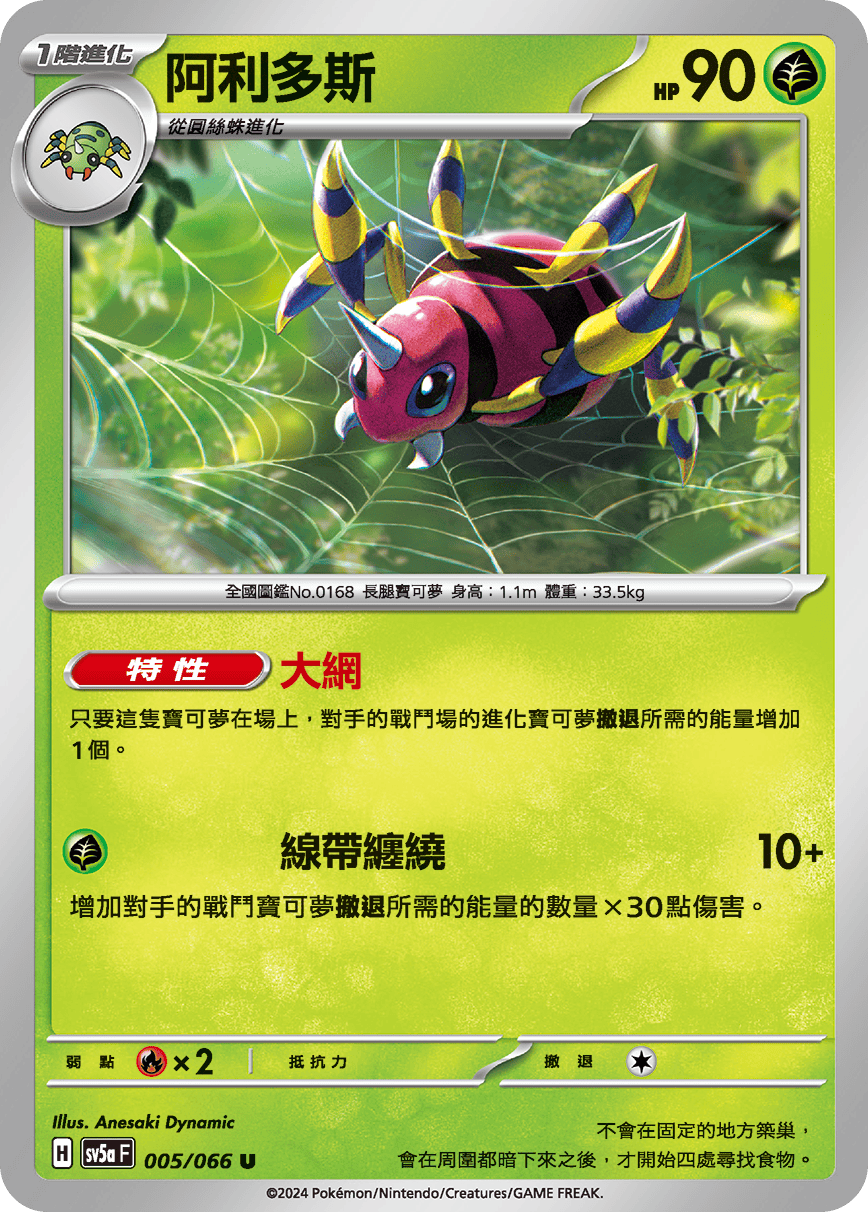 1階進化
阿利多斯
HP 90
從圓絲蛛進化
全國圖鑑No.0168 長腿寶可夢 身高：1.1m 體重：33.5kg
特性 大網
只要這隻寶可夢在場上，對手的戰鬥場的進化寶可夢撤退所需的能量增加
1個。
線帶纏繞 10+
增加對手的戰鬥寶可夢撤退所需的能量的數量×30點傷害。
弱點 ×2 抵抗力 撤退
Illus. Anesaki Dynamic
H sv5a F 005/066 U
不會在固定的地方築巢，
會在周圍都暗下來之後，才開始四處尋找食物。
©2024 Pokémon/Nintendo/Creatures/GAME FREAK.